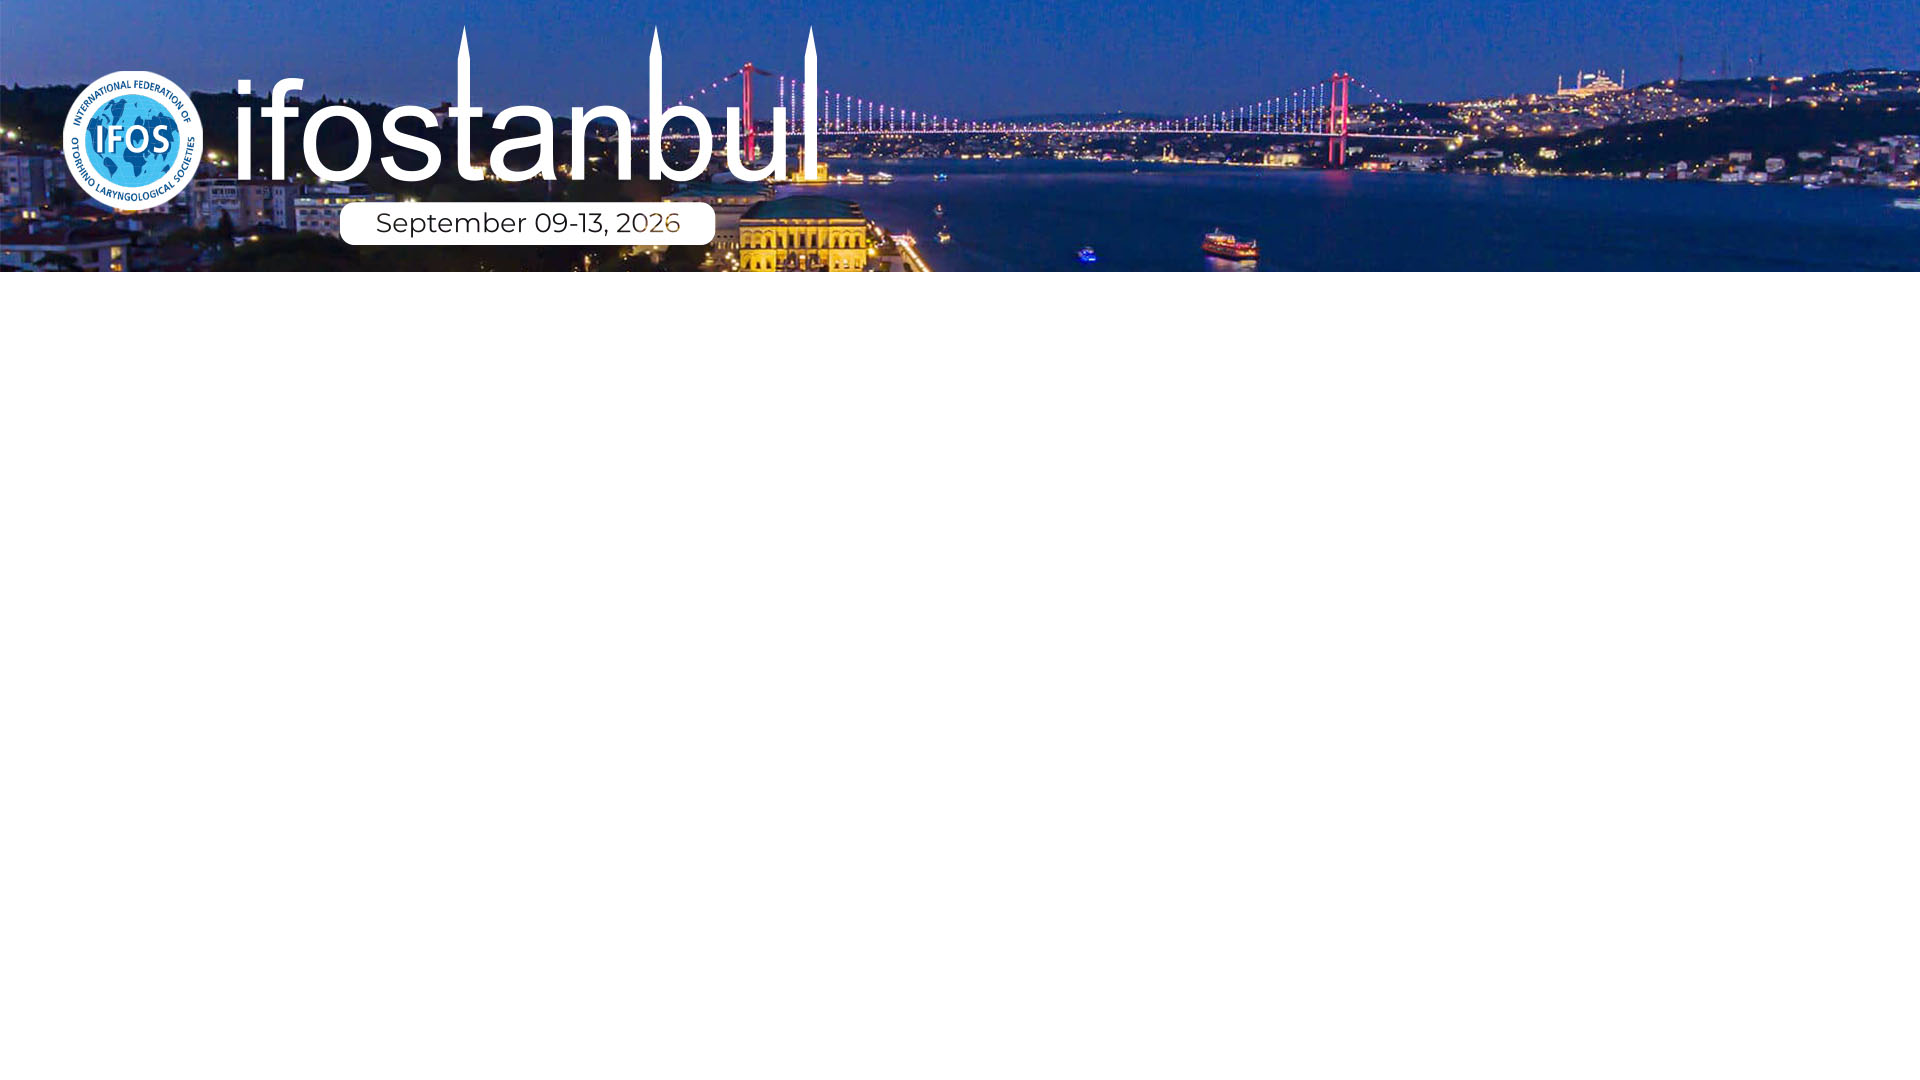 INTERNATIONAL FEDERATION OF
IFOS
OTORHINO LARYNGOLOGICAL SOCIETIES
ifostanbul
September 09-13, 2026